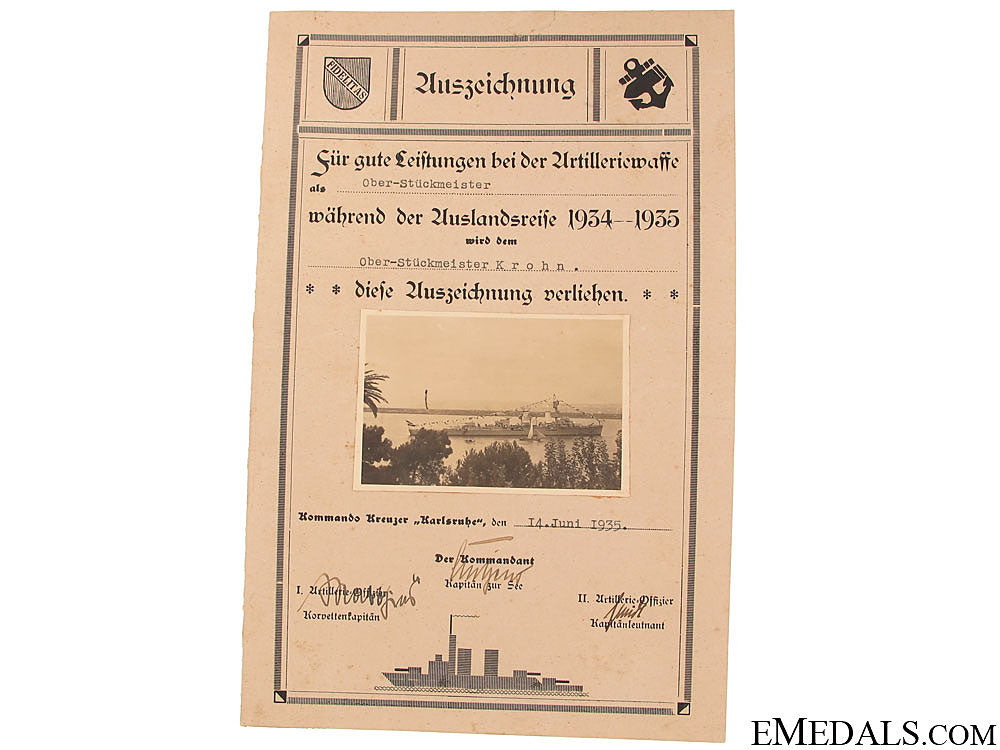 FIDELITAS
Auszeichnung
Für gute Leistungen bei der Artilleriewaffe
als Ober-Stückmeister
während der Auslandsreise 1934--1935
wird dem
Ober-Stückmeister K r o h n .
* * diese Auszeichnung verliehen. * *
Kommando Kreuzer „Karlsruhe“, den 14.Juni 1935.
Der Kommandant
Kapitän zur See
I. Artillerie-Offizier
Korvettenkapitän
II. Artillerie-Offizier
Kapitänleutnant
EMEDALS.COM